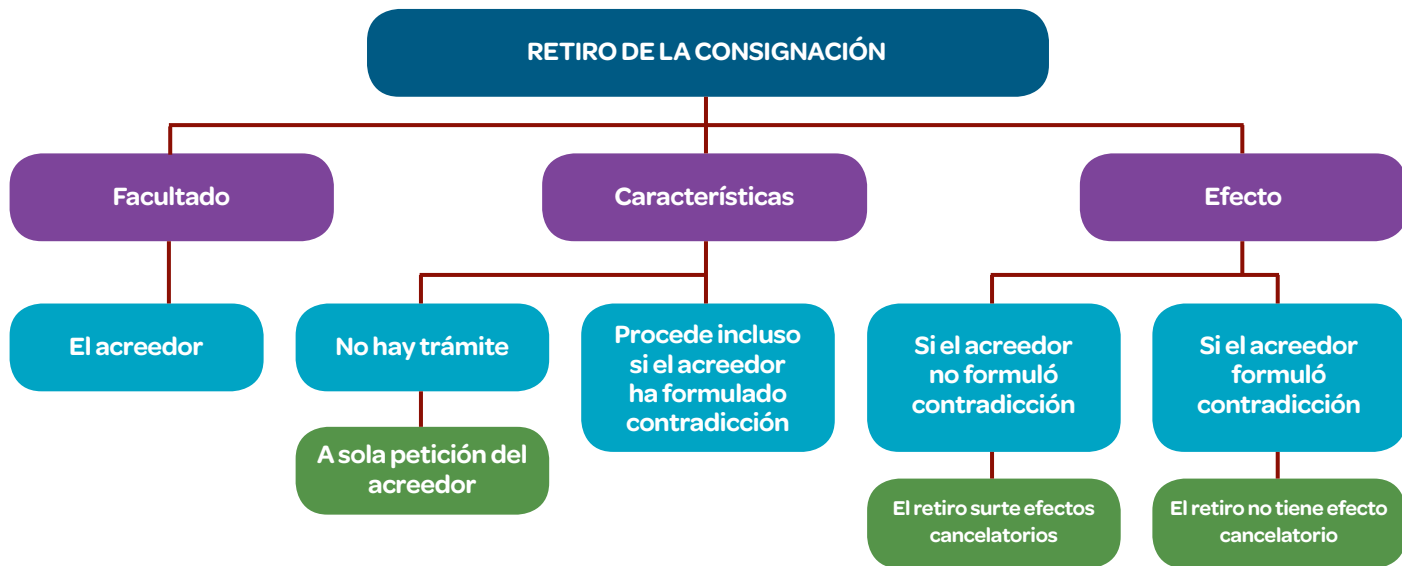 RETIRO DE LA CONSIGNACIÓN
Facultado
Características
Efecto
El acreedor
No hay trámite
A sola petición del
acreedor
Procede incluso
si el acreedor
ha formulado
contradicción
Si el acreedor
no formuló
contradicción
El retiro surte efectos
cancelatorios
Si el acreedor
formuló
contradicción
El retiro no tiene efecto
cancelatorio